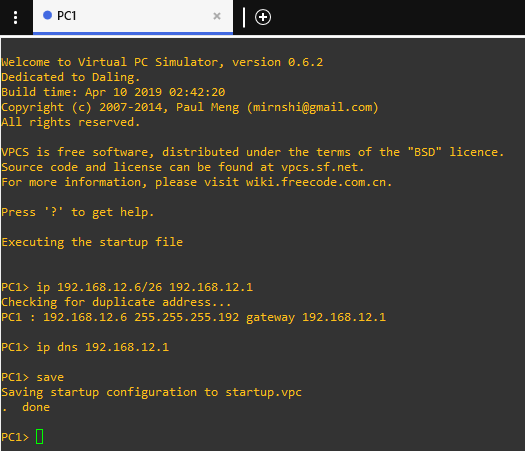 PC1
Welcome to Virtual PC Simulator, version 0.6.2
Dedicated to Daling.
Build time: Apr 10 2019 02:42:20
Copyright (c) 2007-2014, Paul Meng (mirnshi@gmail.com)
All rights reserved.
VPCS is free software, distributed under the terms of the "BSD" licence.
Source code and license can be found at vpcs.sf.net.
For more information, please visit wiki.freecode.com.cn.
Press '?' to get help.
Executing the startup file
PC1> ip 192.168.12.6/26 192.168.12.1
Checking for duplicate address...
PC1 : 192.168.12.6 255.255.255.192 gateway 192.168.12.1
PC1> ip dns 192.168.12.1
PC1> save
Saving startup configuration to startup.vpc
.  done
PC1>